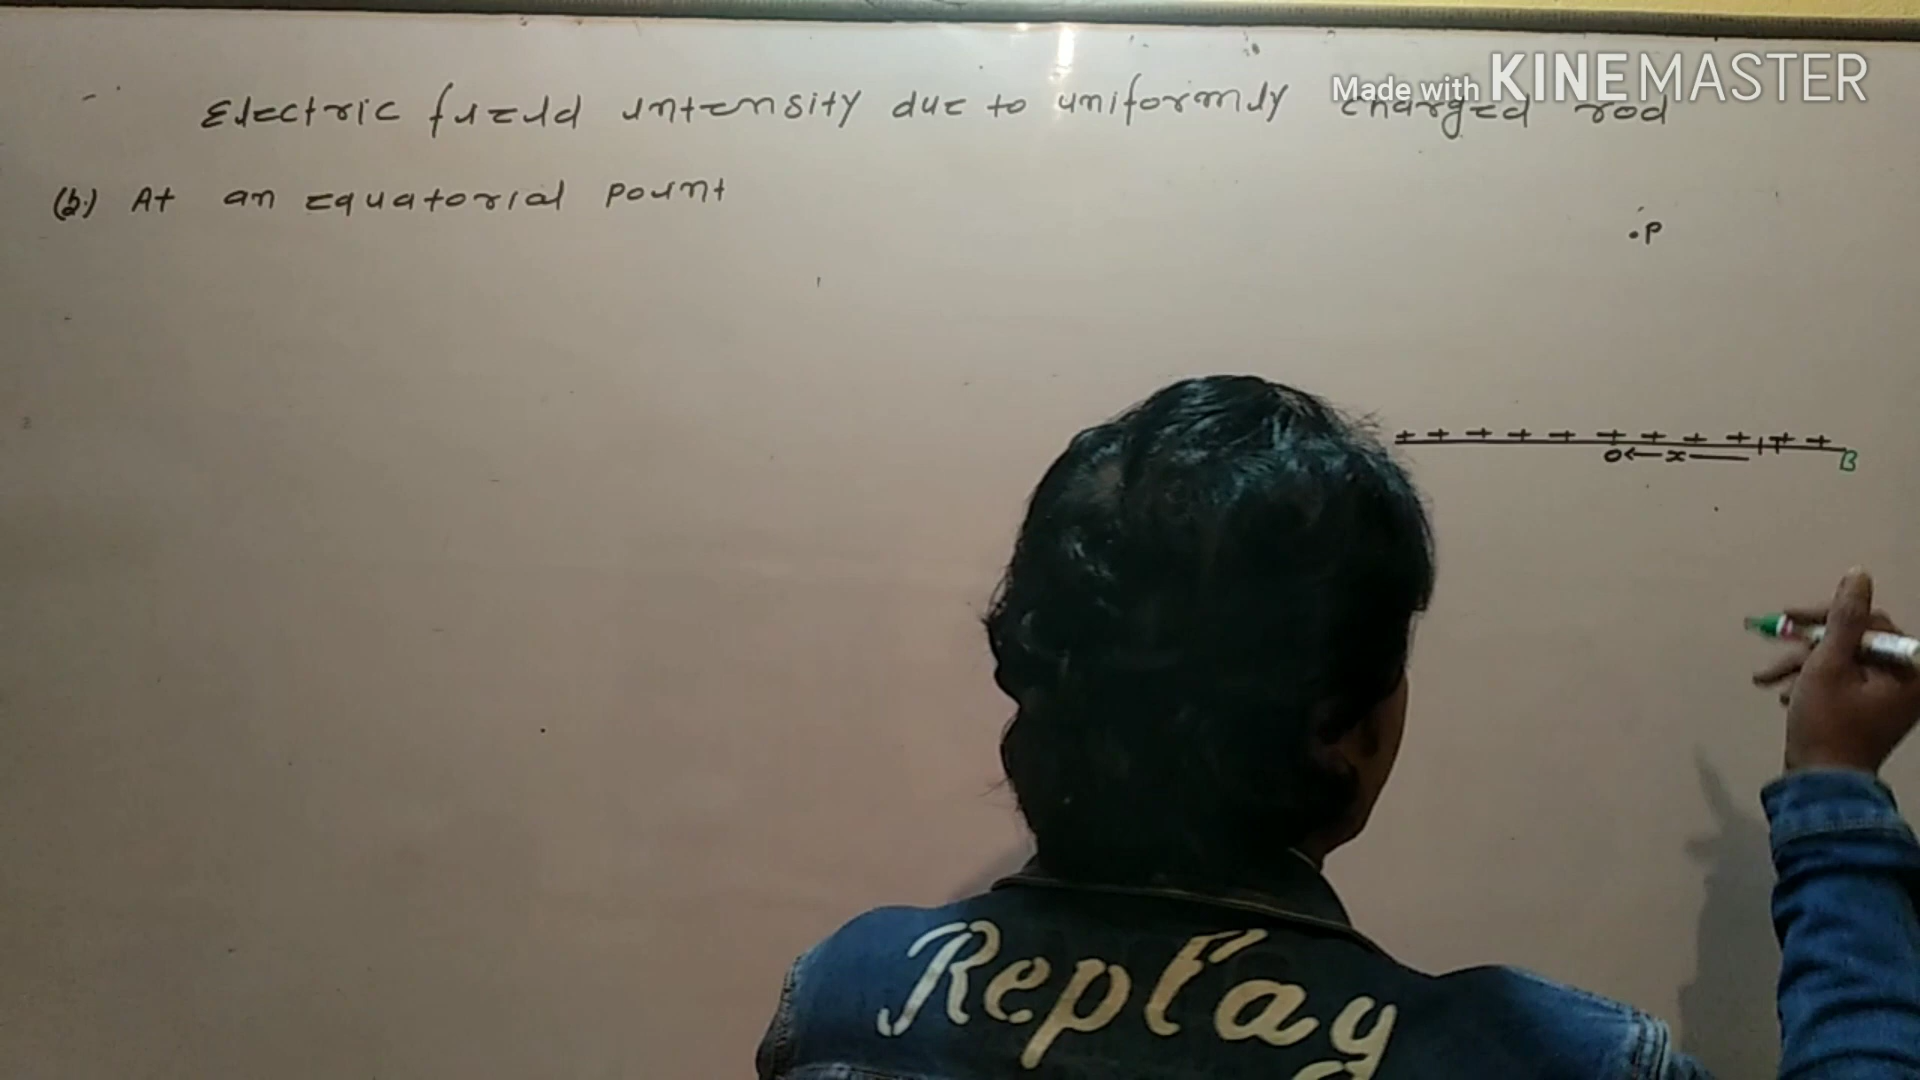 Made with KINEMASTER
Electric field intensity due to uniformly charged rod
(b.) At an equatorial point
.P
+ + + + + + + + + + +
O← x —
B
Replay